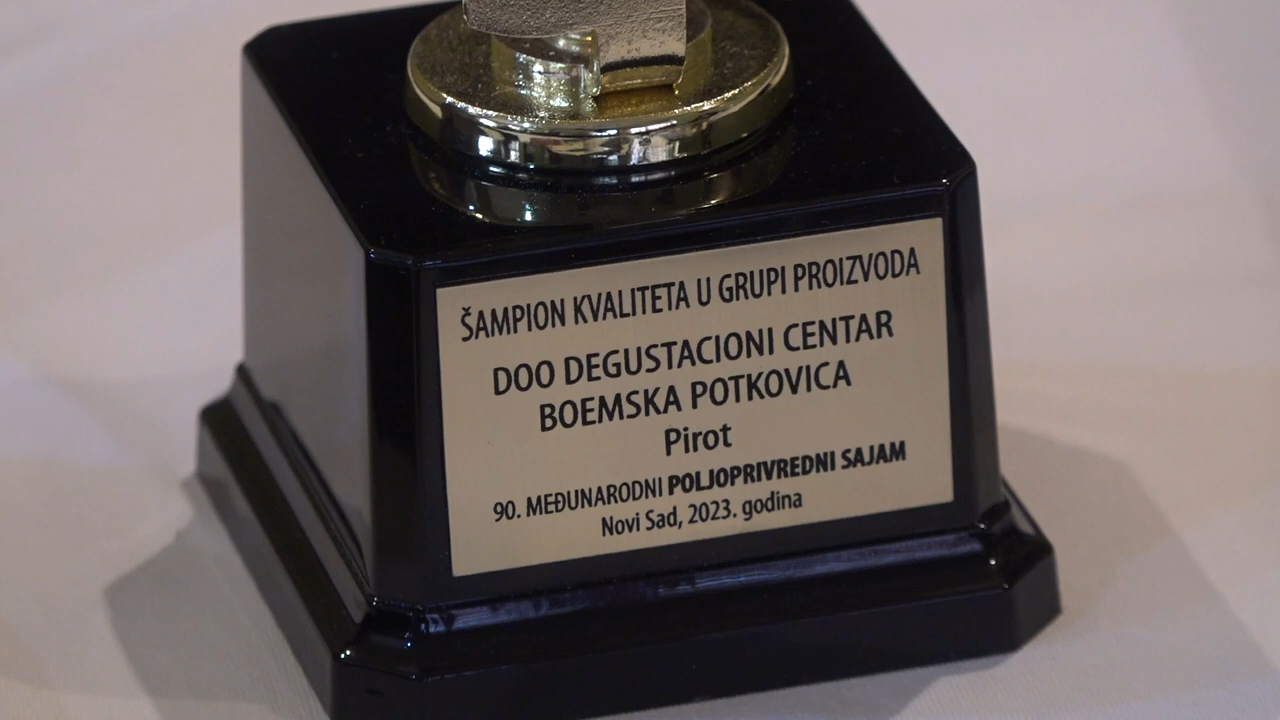 ŠAMPION KVALITETA U GRUPI PROIZVODA
DOO DEGUSTACIONI CENTAR
BOEMSKA POTKOVICA
Pirot
90. MEĐUNARODNI POLJOPRIVREDNI SAJAM
Novi Sad, 2023. godina